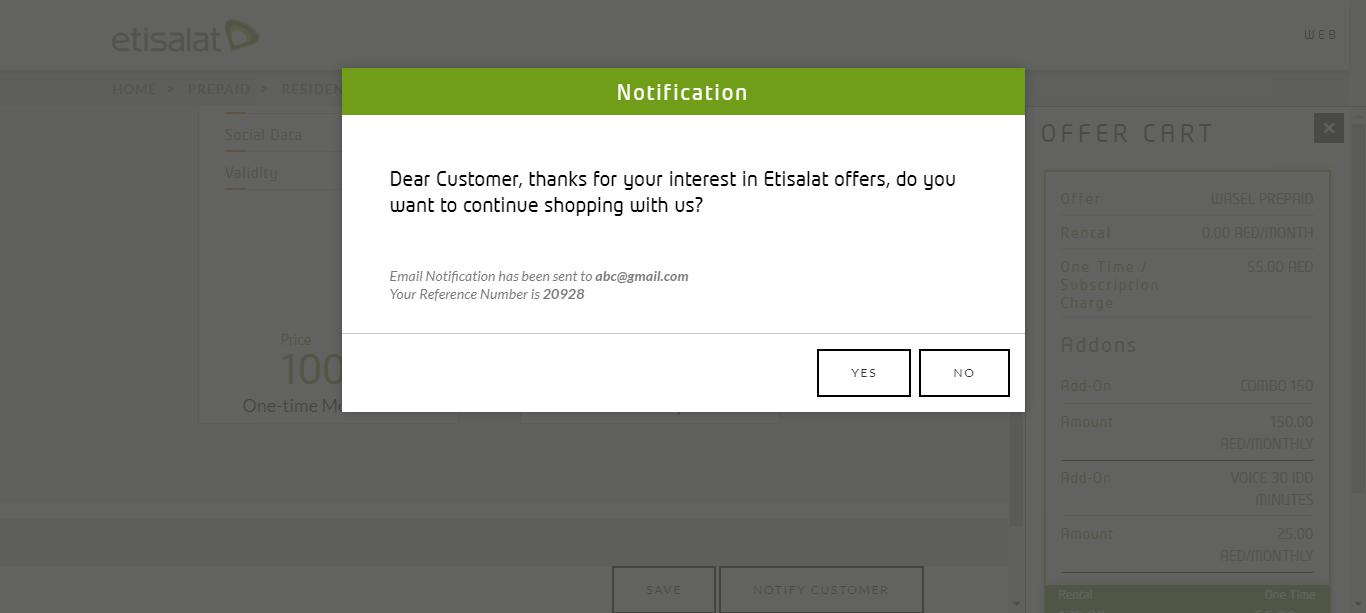 etisalat
WEB
HOME > PREPAID > RESIDEN
Notification
Social Data
Validity
Dear Customer, thanks for your interest in Etisalat offers, do you
want to continue shopping with us?
Email Notification has been sent to abc@gmail.com
Your Reference Number is 20928
YES NO
Price
100
One-time M
SAVE NOTIFY CUSTOMER
OFFER CART
Offer WASEL PREPAID
Rental 0.00 AED/MONTH
One Time / 55.00 AED
Subscription
Charge
Addons
Add-On COMBO 150
Amount 150.00
AED/MONTHLY
Add-On VOICE 30 IDD
MINUTES
Amount 25.00
AED/MONTHLY
Rental One Time